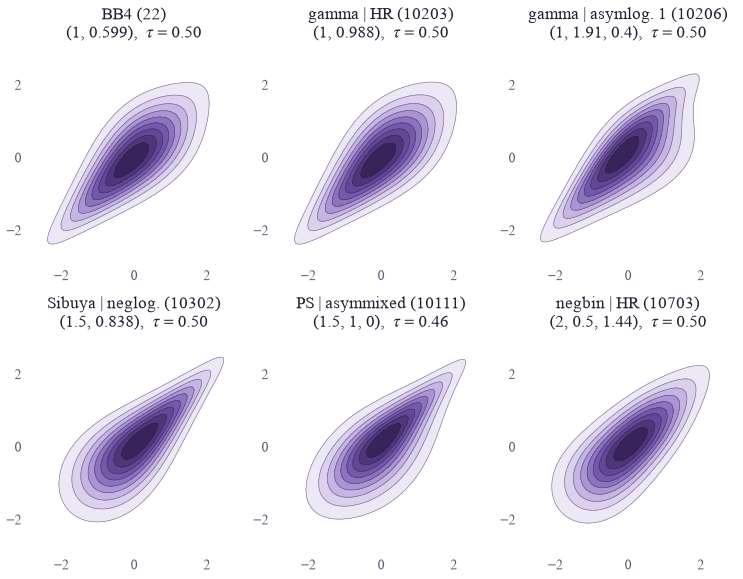 BB4 (22)
(1, 0.599), τ = 0.50
gamma | HR (10203)
(1, 0.988), τ = 0.50
gamma | asymlog. 1 (10206)
(1, 1.91, 0.4), τ = 0.50
2
0
−2
−2 0 2
2
0
−2
−2 0 2
2
0
−2
−2 0 2
Sibuya | neglog. (10302)
(1.5, 0.838), τ = 0.50
PS | asymmixed (10111)
(1.5, 1, 0), τ = 0.46
negbin | HR (10703)
(2, 0.5, 1.44), τ = 0.50
2
0
−2
−2 0 2
2
0
−2
−2 0 2
2
0
−2
−2 0 2